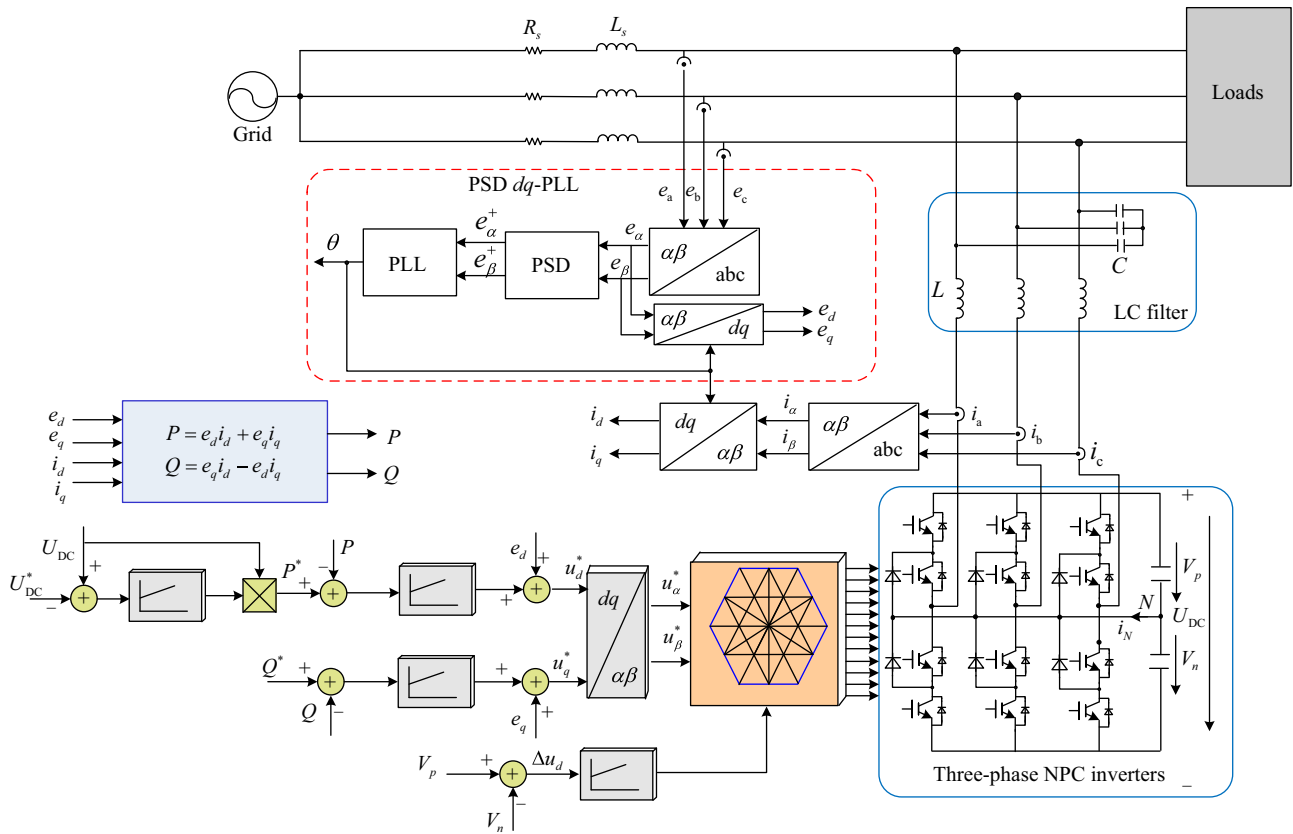 R_s L_s
Grid
Loads
PSD dq-PLL
e_a e_b e_c
θ
PLL
e_α^+
e_β^+
PSD
e_α
e_β
αβ
abc
αβ
dq
e_d
e_q
C
L
LC filter
e_d
e_q
i_d
i_q
P = e_d i_d + e_q i_q
Q = e_q i_d − e_d i_q
P
Q
i_d
i_q
dq
αβ
i_α
i_β
αβ
abc
i_a
i_b
i_c
U_DC
+
U_DC^*
−
P^*
+
−
P
e_d
+
+
u_d^*
dq
αβ
u_α^*
u_β^*
Q^*
+
Q
−
+
u_q^*
e_q
+
V_p
+
Δu_d
V_n
−
+
V_p
N
i_N
U_DC
V_n
Three-phase NPC inverters
−